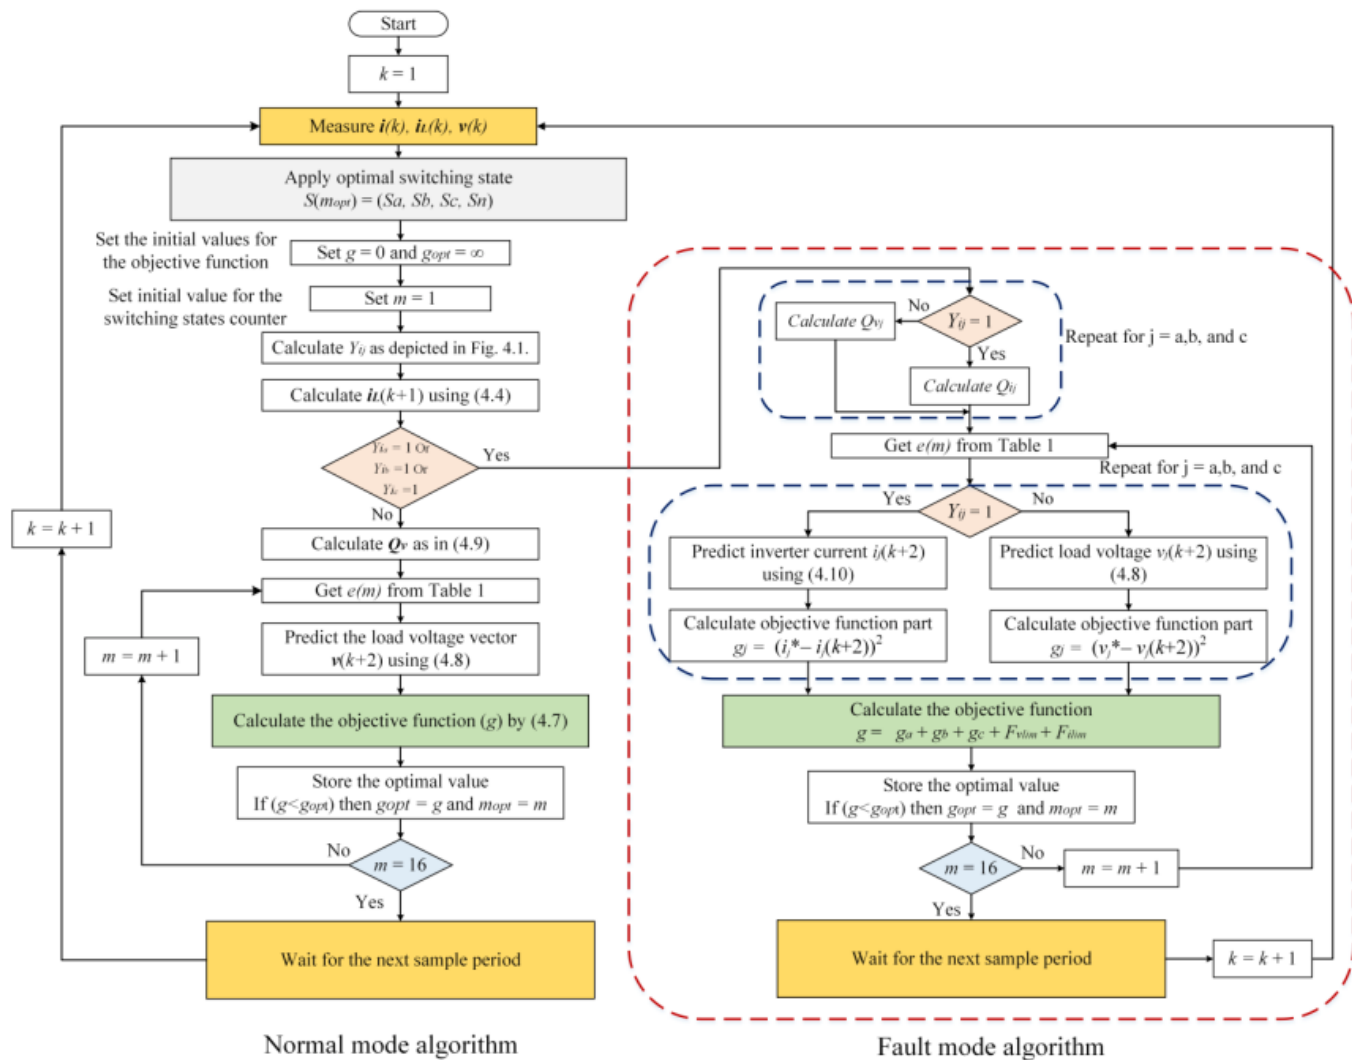 Start
k = 1
Measure i(k), iL(k), v(k)
Apply optimal switching state
S(mopt) = (Sa, Sb, Sc, Sn)
Set the initial values for
the objective function
Set g = 0 and gopt = ∞
Set initial value for the
switching states counter
Set m = 1
Calculate Yij as depicted in Fig. 4.1.
Calculate iL(k+1) using (4.4)
Yia = 1 Or
Yib =1 Or
Yic =1
Yes
No
k = k + 1
Calculate Qv as in (4.9)
Get e(m) from Table 1
m = m + 1
Predict the load voltage vector
v(k+2) using (4.8)
Calculate the objective function (g) by (4.7)
Store the optimal value
If (g<gopt) then gopt = g and mopt = m
No
m = 16
Yes
Wait for the next sample period
Normal mode algorithm
Calculate Qvj
No
Yij = 1
Yes
Repeat for j = a,b, and c
Calculate Qij
Get e(m) from Table 1
Repeat for j = a,b, and c
Yes
No
Yij = 1
Predict inverter current ij(k+2)
using (4.10)
Predict load voltage vj(k+2) using
(4.8)
Calculate objective function part
gj = (ij*– ij(k+2))²
Calculate objective function part
gj = (vj*– vj(k+2))²
Calculate the objective function
g = ga + gb + gc + Fvlim + Filim
Store the optimal value
If (g<gopt) then gopt = g and mopt = m
m = 16
No
m = m + 1
Yes
Wait for the next sample period
k = k + 1
Fault mode algorithm